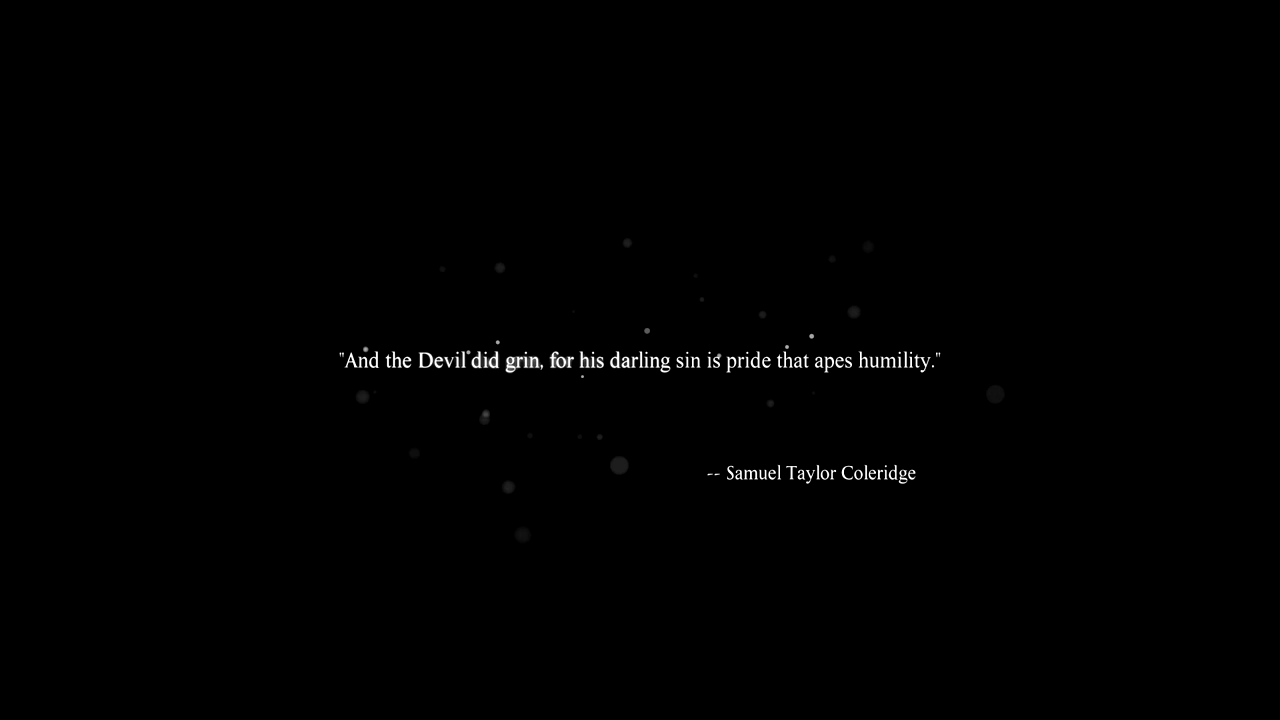 "And the Devil did grin, for his darling sin is pride that apes humility."
-- Samuel Taylor Coleridge